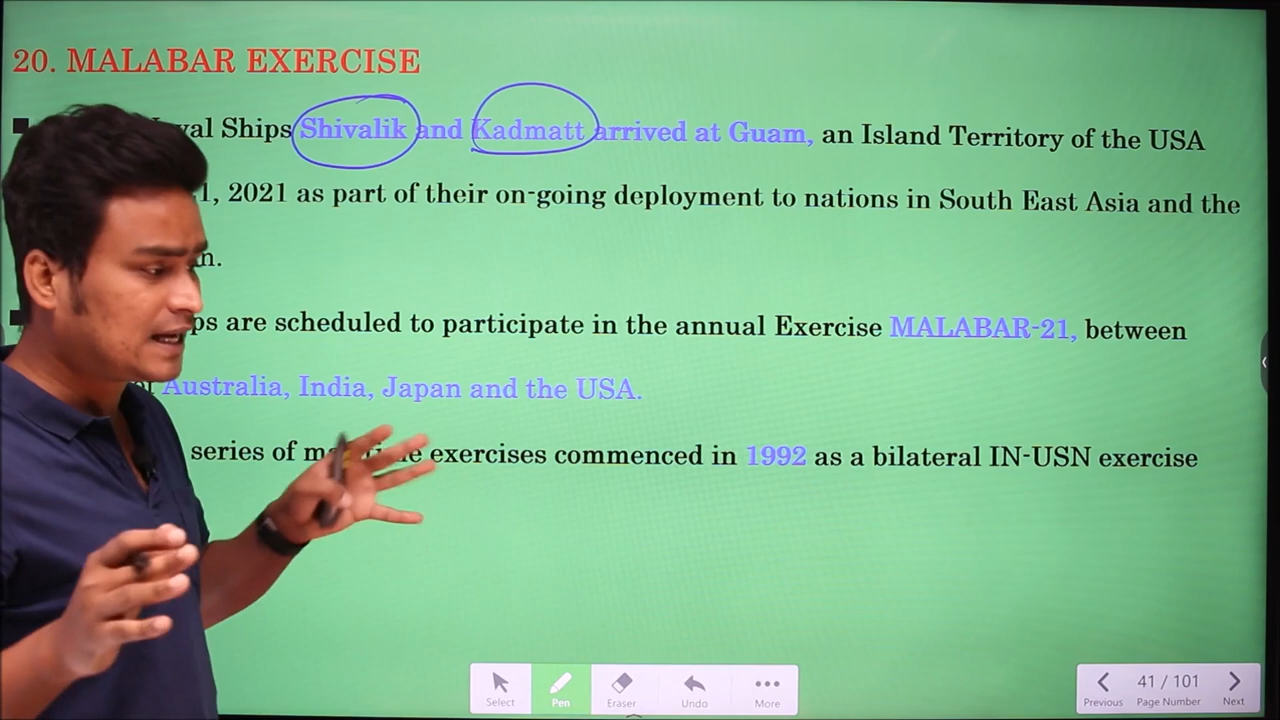 20. MALABAR EXERCISE
val Ships Shivalik and Kadmatt arrived at Guam, an Island Territory of the USA
1, 2021 as part of their on-going deployment to nations in South East Asia and the
n.
ps are scheduled to participate in the annual Exercise MALABAR-21, between
Australia, India, Japan and the USA.
series of exercises commenced in 1992 as a bilateral IN-USN exercise
Select Pen Eraser Undo More
41 / 101
Previous Page Number Next